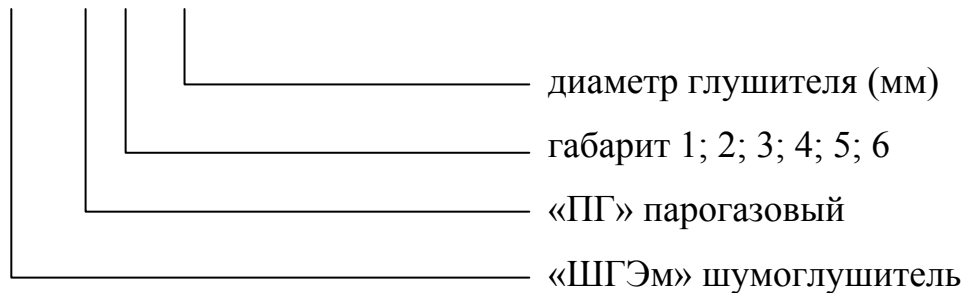 диаметр глушителя (мм)
габарит 1; 2; 3; 4; 5; 6
«ПГ» парогазовый
«ШГЭм» шумоглушитель